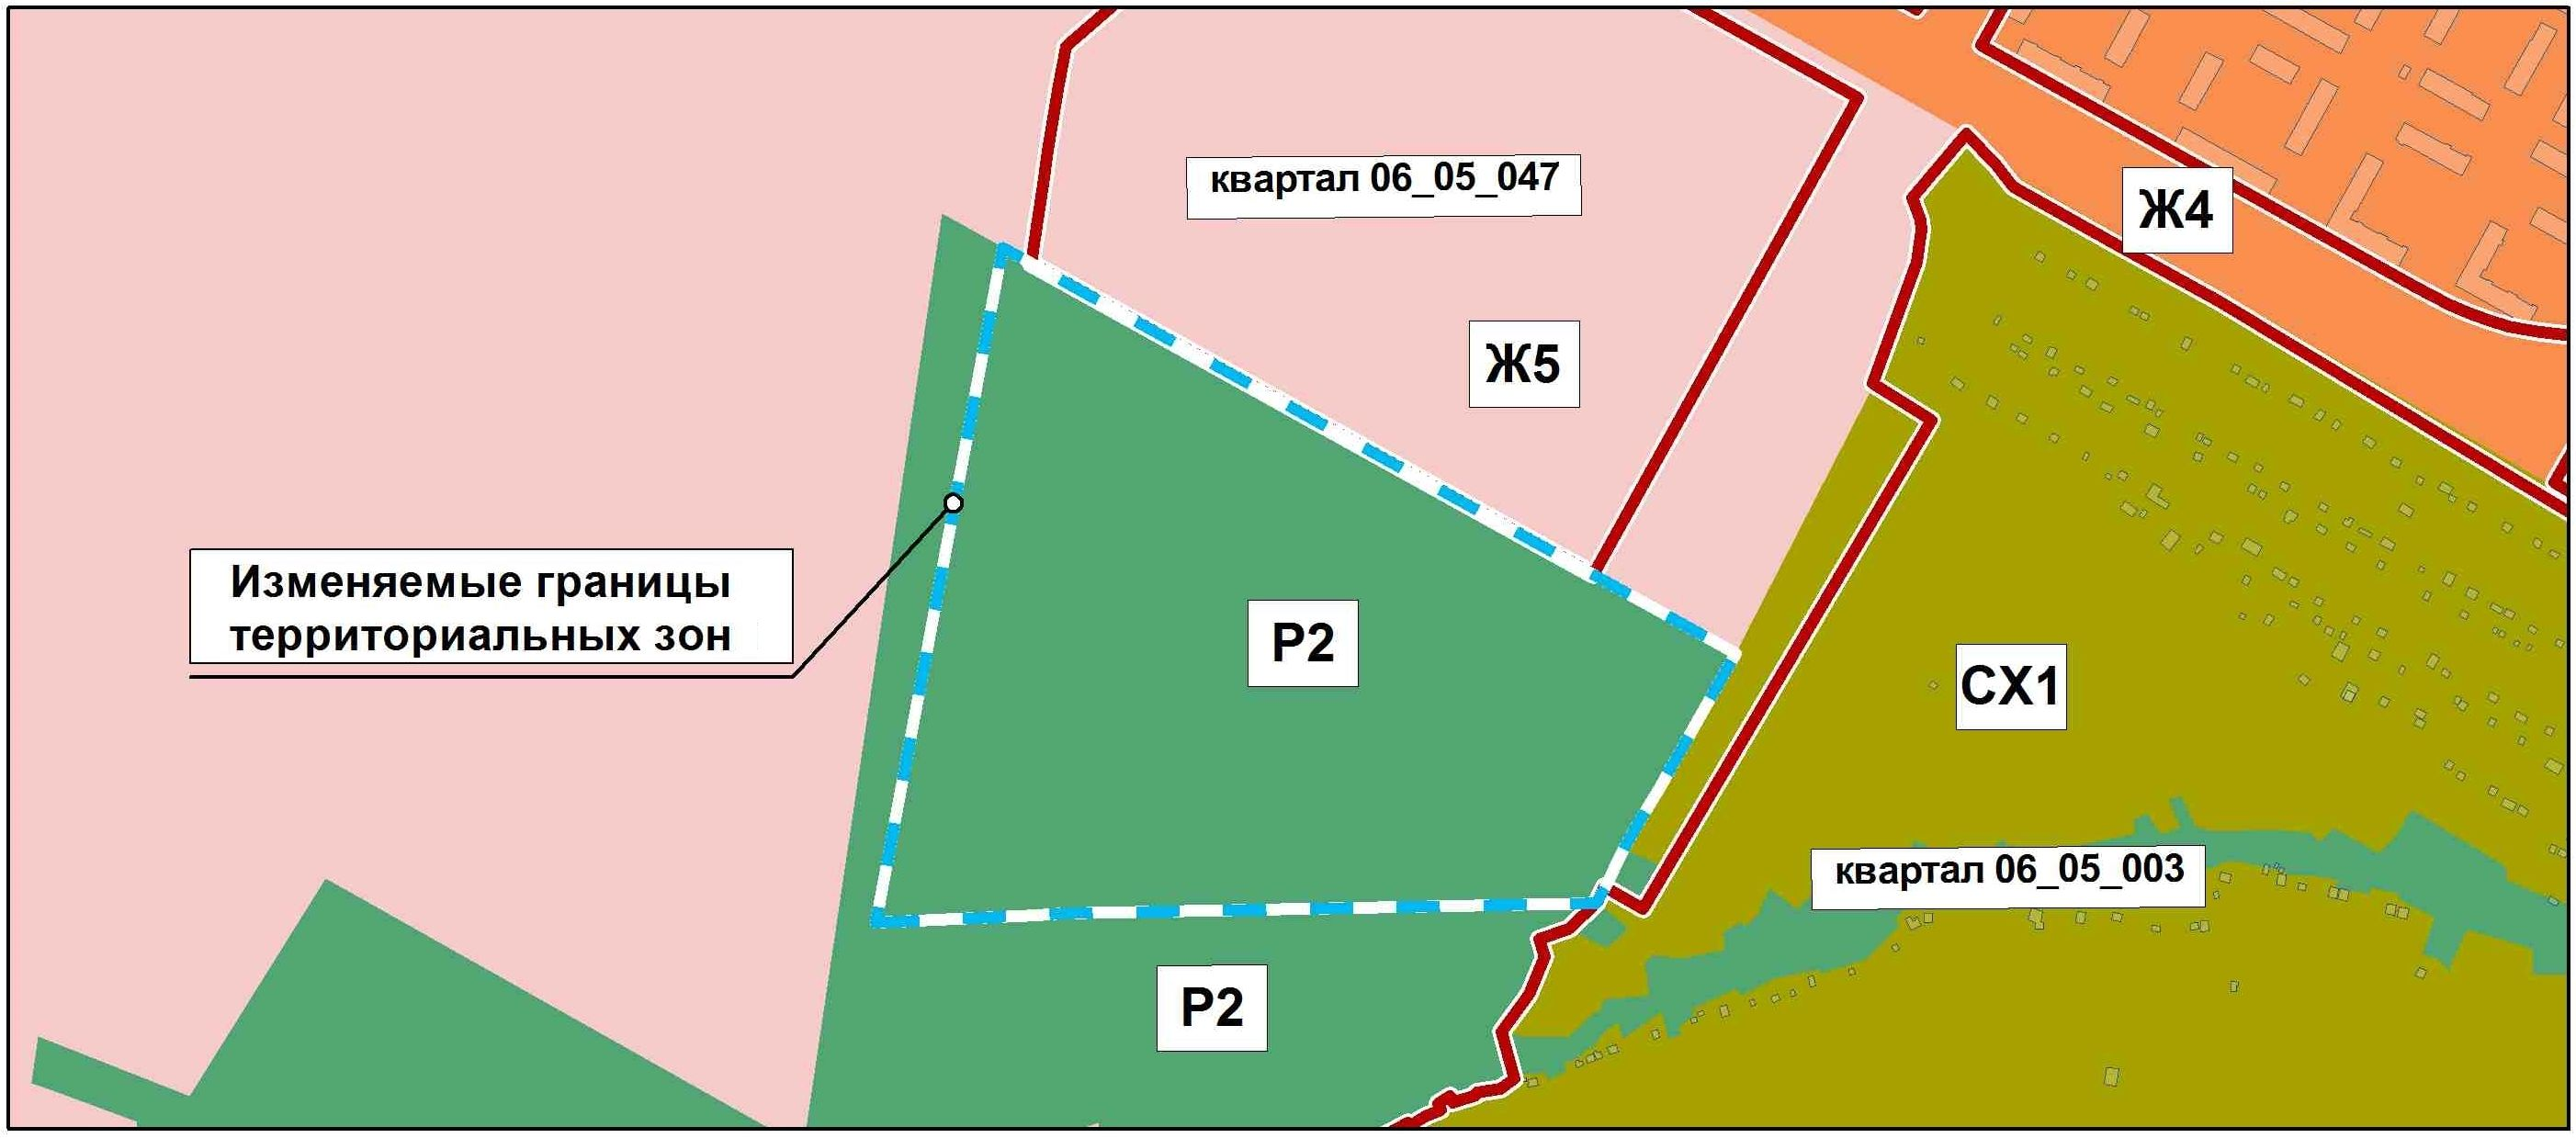 квартал 06_05_047
Ж4
Ж5
Изменяемые границы
территориальных зон
Р2
СХ1
квартал 06_05_003
Р2